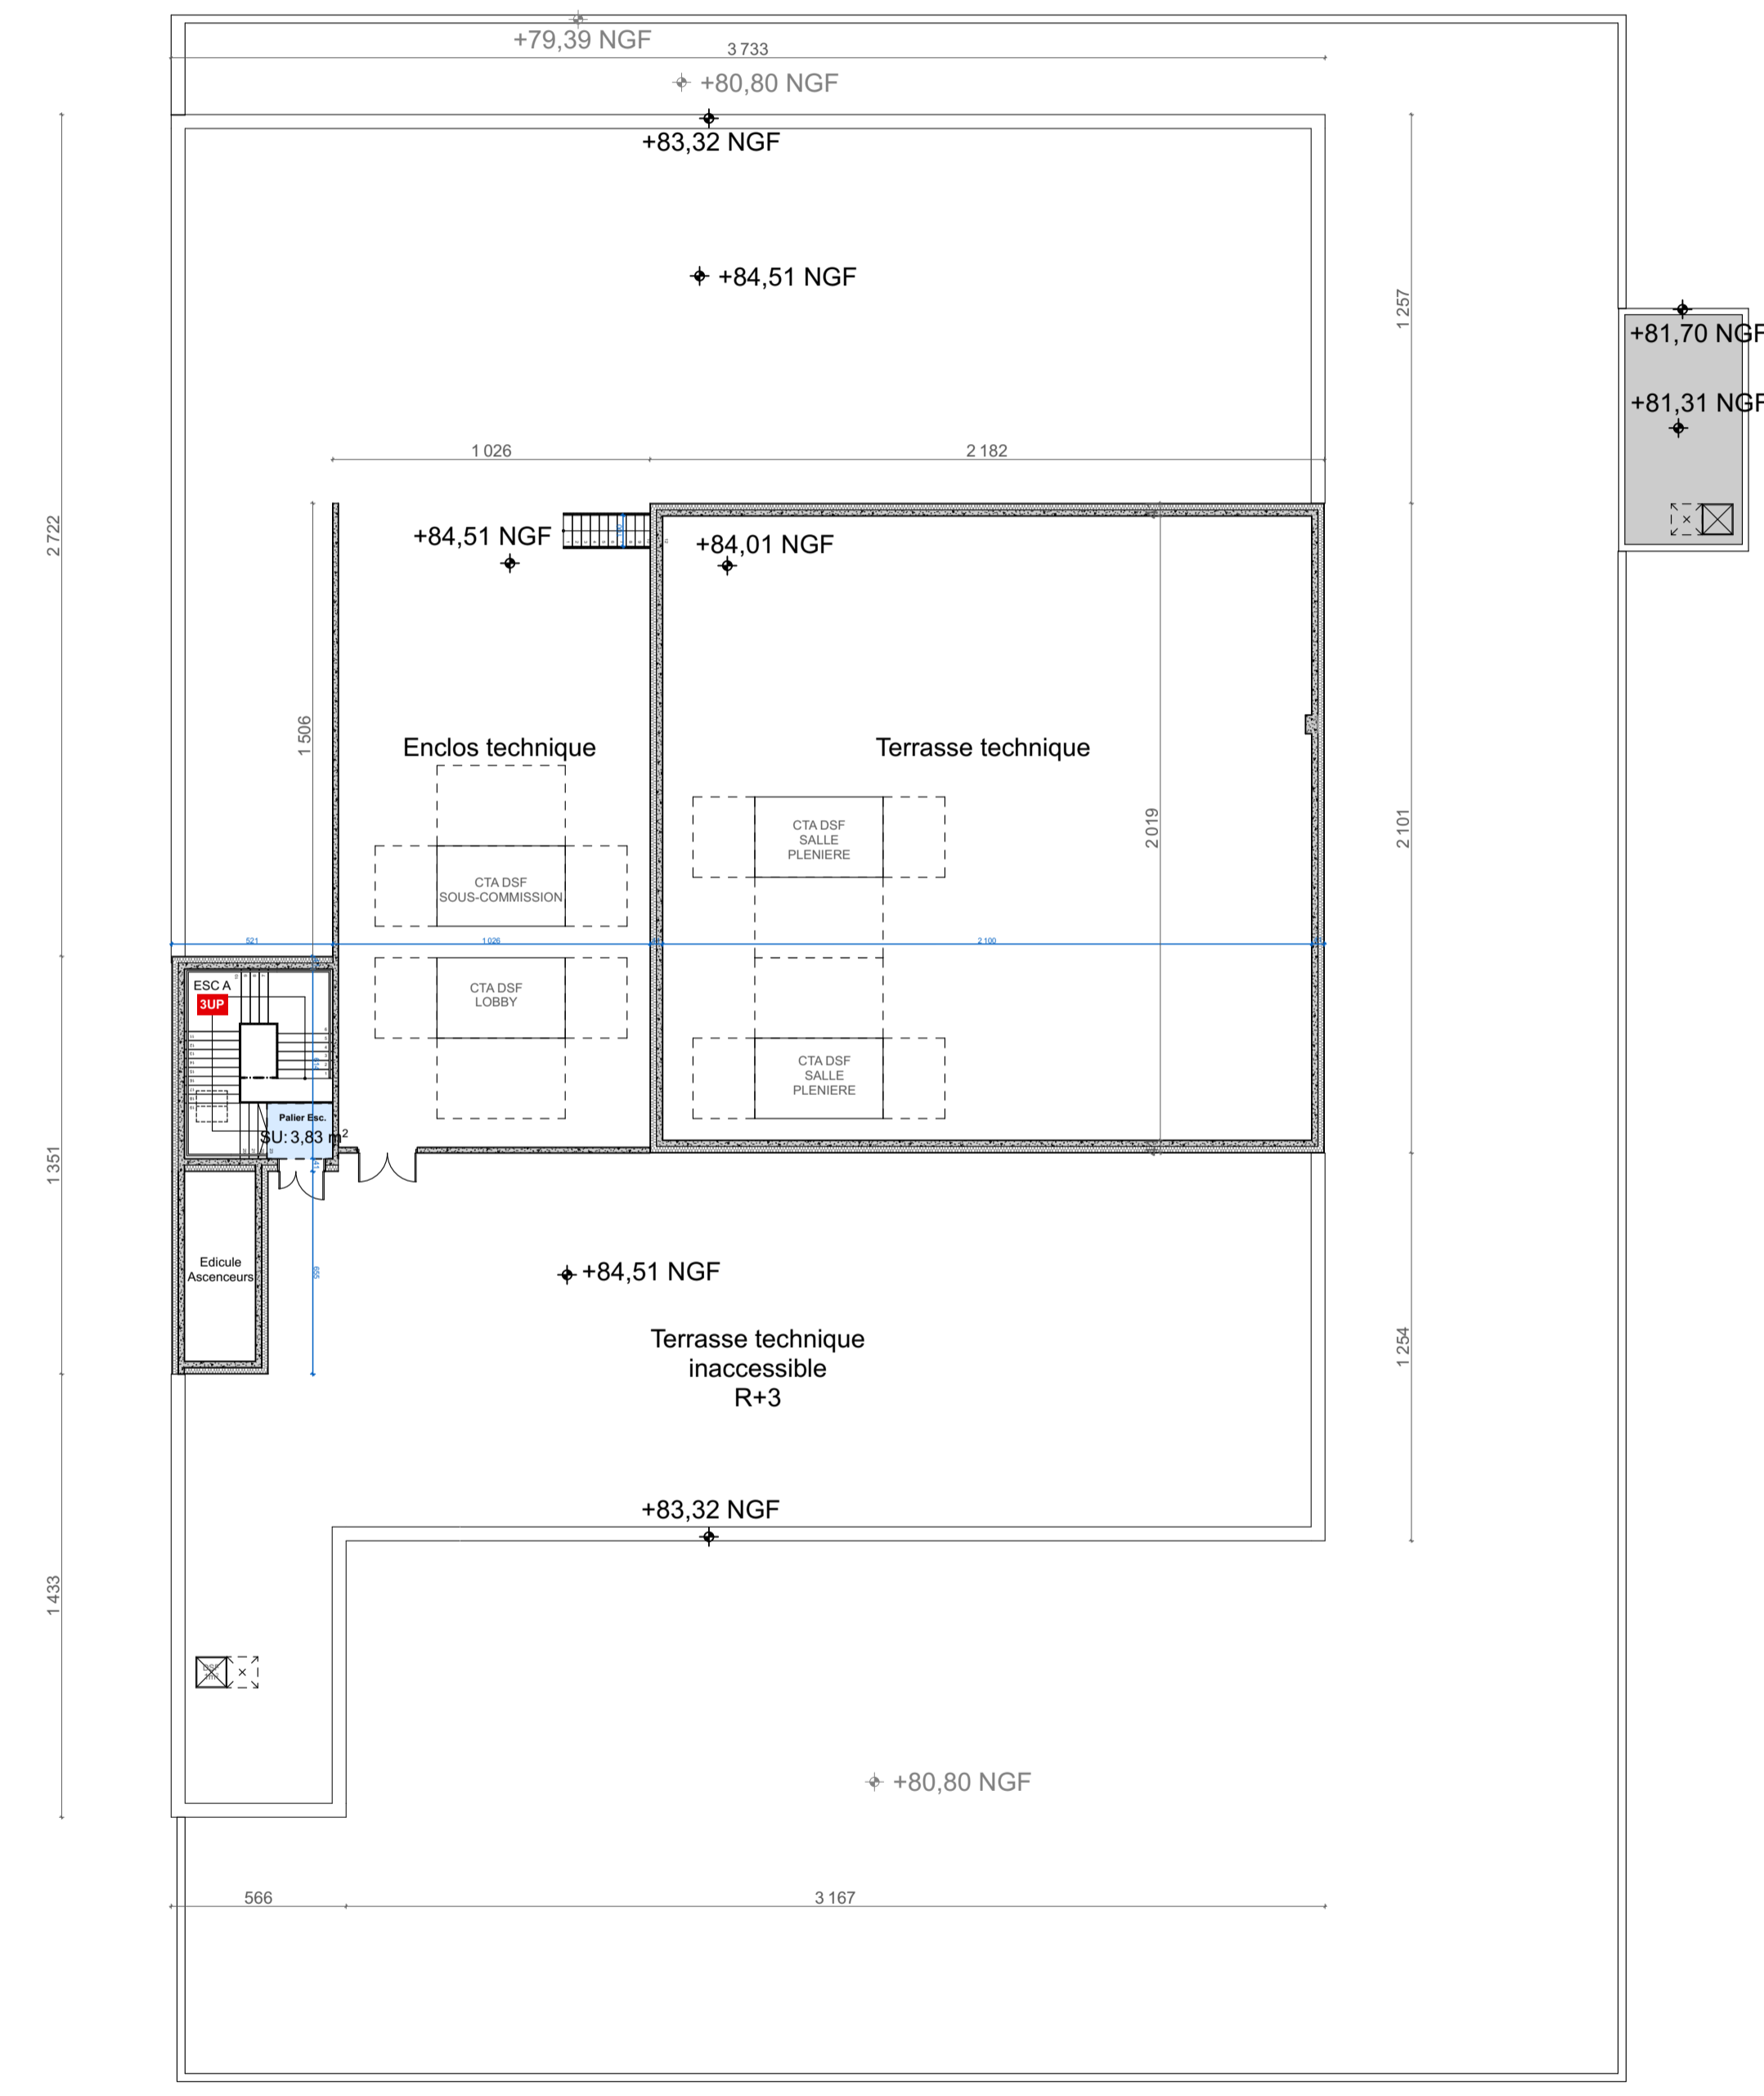 +79,39 NGF
3 733
+80,80 NGF
+83,32 NGF
+84,51 NGF
1 257
+81,70 NGF
+81,31 NGF
1 026
2 182
2 722
+84,51 NGF
+84,01 NGF
1 506
Enclos technique
Terrasse technique
2 019
2 101
CTA DSF
SALLE
PLENIERE
CTA DSF
SOUS-COMMISSION
521
1 026
2 100
ESC A
3UP
CTA DSF
LOBBY
CTA DSF
SALLE
PLENIERE
Palier Esc.
SU: 3,83 m²
1 351
655
Edicule
Ascenceurs
+84,51 NGF
Terrasse technique
inaccessible
R+3
1 254
+83,32 NGF
1 433
+80,80 NGF
566
3 167